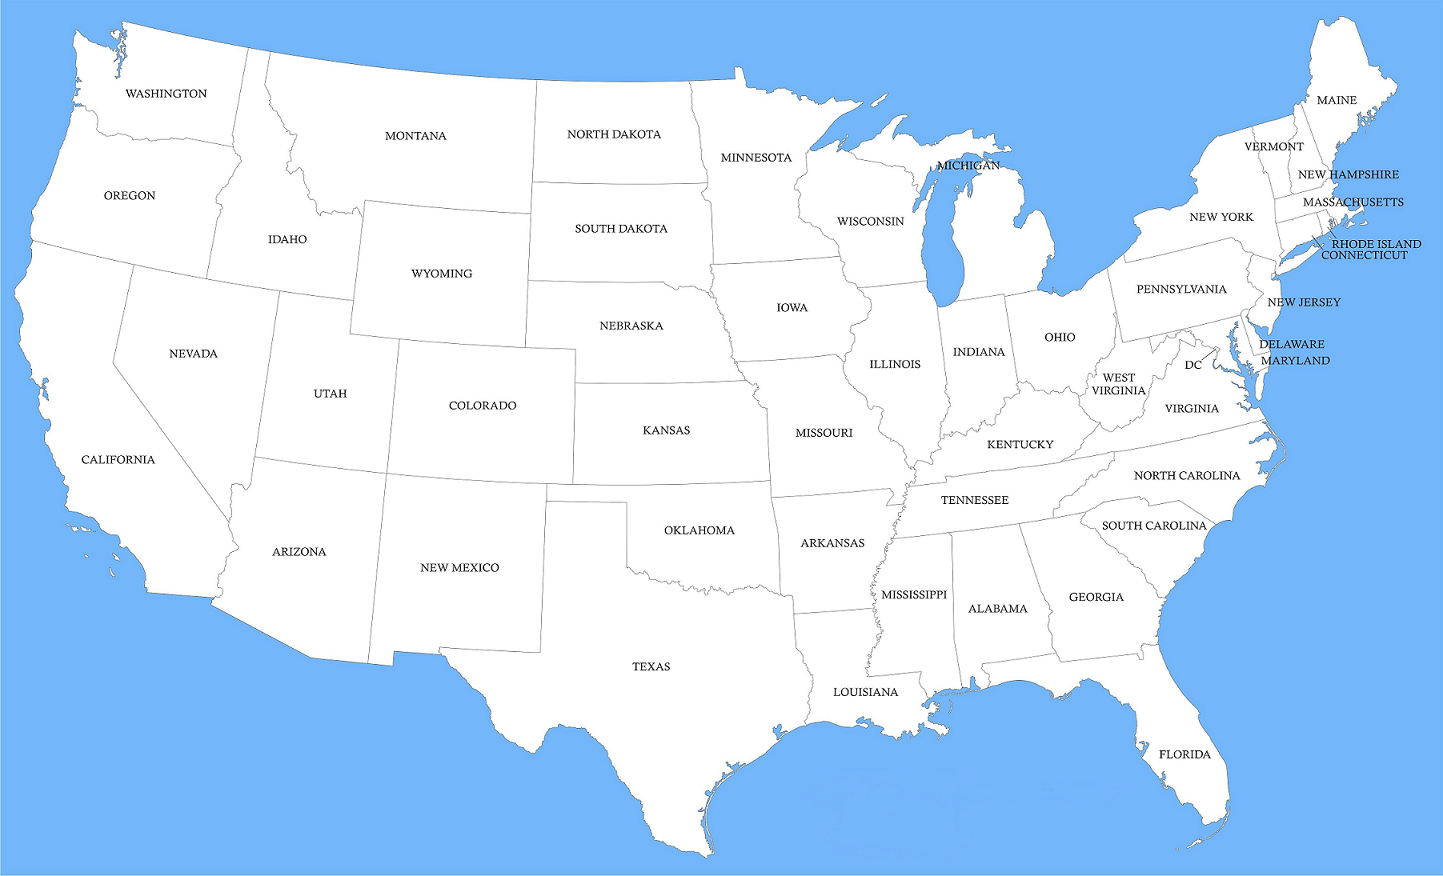 WASHINGTON
MONTANA
NORTH DAKOTA
MINNESOTA
MAINE
VERMONT
MICHIGAN
NEW HAMPSHIRE
OREGON
MASSACHUSETTS
NEW YORK
WISCONSIN
SOUTH DAKOTA
IDAHO
RHODE ISLAND
CONNECTICUT
WYOMING
PENNSYLVANIA
NEW JERSEY
IOWA
NEBRASKA
OHIO
DELAWARE
NEVADA
INDIANA
ILLINOIS
DC
MARYLAND
WEST
VIRGINIA
UTAH
COLORADO
VIRGINIA
KANSAS
MISSOURI
KENTUCKY
CALIFORNIA
NORTH CAROLINA
TENNESSEE
SOUTH CAROLINA
OKLAHOMA
ARKANSAS
ARIZONA
NEW MEXICO
MISSISSIPPI
GEORGIA
ALABAMA
TEXAS
LOUISIANA
FLORIDA